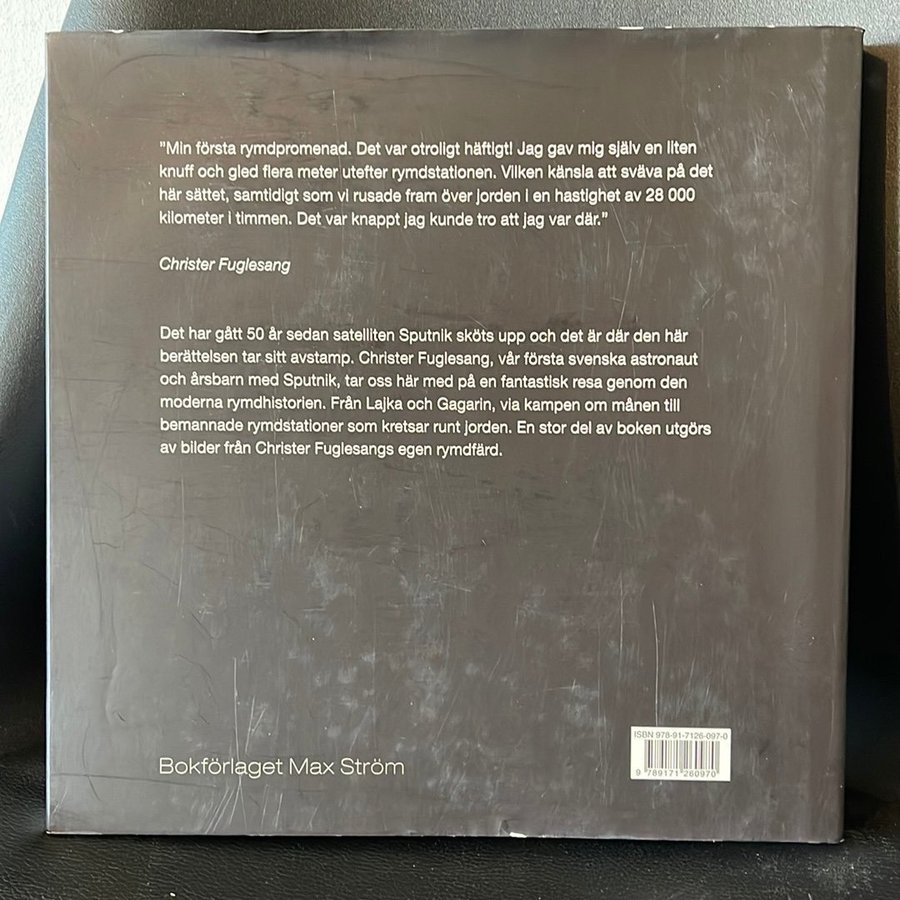 ”Min första rymdpromenad. Det var otroligt häftigt! Jag gav mig själv en liten
knuff och gled flera meter utefter rymdstationen. Vilken känsla att sväva på det
här sättet, samtidigt som vi rusade fram över jorden i en hastighet av 28 000
kilometer i timmen. Det var knappt jag kunde tro att jag var där.”
Christer Fuglesang
Det har gått 50 år sedan satelliten Sputnik sköts upp och det är där den här
berättelsen tar sitt avstamp. Christer Fuglesang, vår första svenska astronaut
och årsbarn med Sputnik, tar oss här med på en fantastisk resa genom den
moderna rymdhistorien. Från Lajka och Gagarin, via kampen om månen till
bemannade rymdstationer som kretsar runt jorden. En stor del av boken utgörs
av bilder från Christer Fuglesangs egen rymdfärd.
Bokförlaget Max Ström
ISBN 978-91-7126-097-0
9 789171 260970